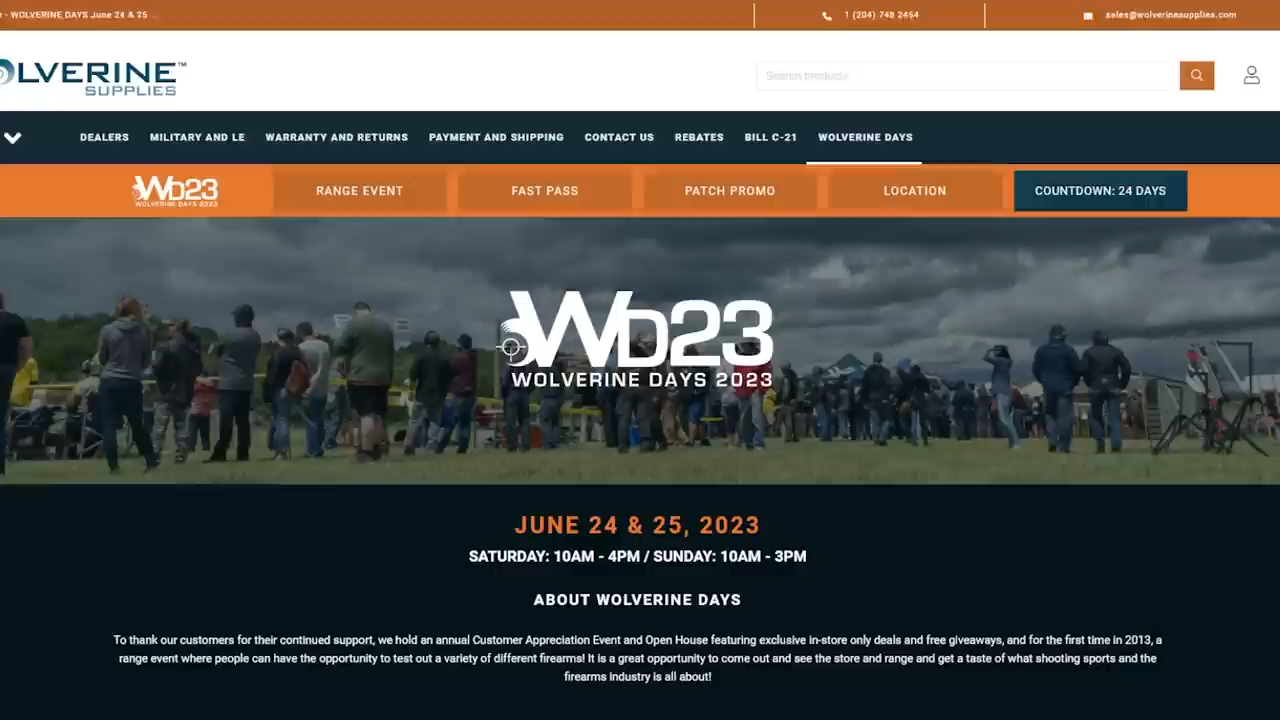 - WOLVERINE DAYS June 24 & 25 ...
1 (204) 748 2454
sales@wolverinesupplies.com
OLVERINE™
SUPPLIES
Search products
DEALERS MILITARY AND LE WARRANTY AND RETURNS PAYMENT AND SHIPPING CONTACT US REBATES BILL C-21 WOLVERINE DAYS
WD23
WOLVERINE DAYS 2023
RANGE EVENT
FAST PASS
PATCH PROMO
LOCATION
COUNTDOWN: 24 DAYS
WD23
WOLVERINE DAYS 2023
JUNE 24 & 25, 2023
SATURDAY: 10AM - 4PM / SUNDAY: 10AM - 3PM
ABOUT WOLVERINE DAYS
To thank our customers for their continued support, we hold an annual Customer Appreciation Event and Open House featuring exclusive in-store only deals and free giveaways, and for the first time in 2013, a
range event where people can have the opportunity to test out a variety of different firearms! It is a great opportunity to come out and see the store and range and get a taste of what shooting sports and the
firearms industry is all about!